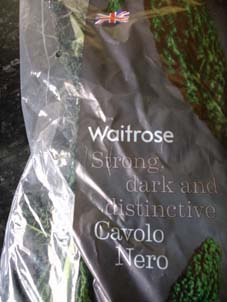 Waitrose
Strong,
dark and
distinctive
Cavolo
Nero